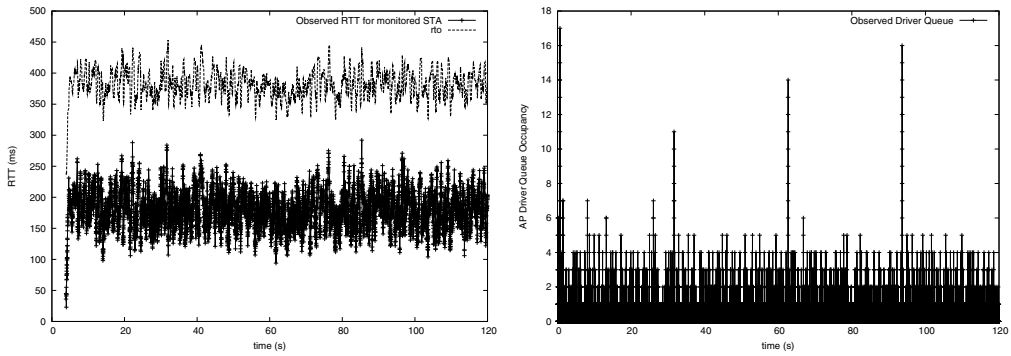 500
450
400
350
300
250
200
150
100
50
0
RTT (ms)
Observed RTT for monitored STA
rto
0 20 40 60 80 100 120
time (s)
18
16
14
12
10
8
6
4
2
0
AP Driver Queue Occupancy
Observed Driver Queue
0 20 40 60 80 100 120
time (s)